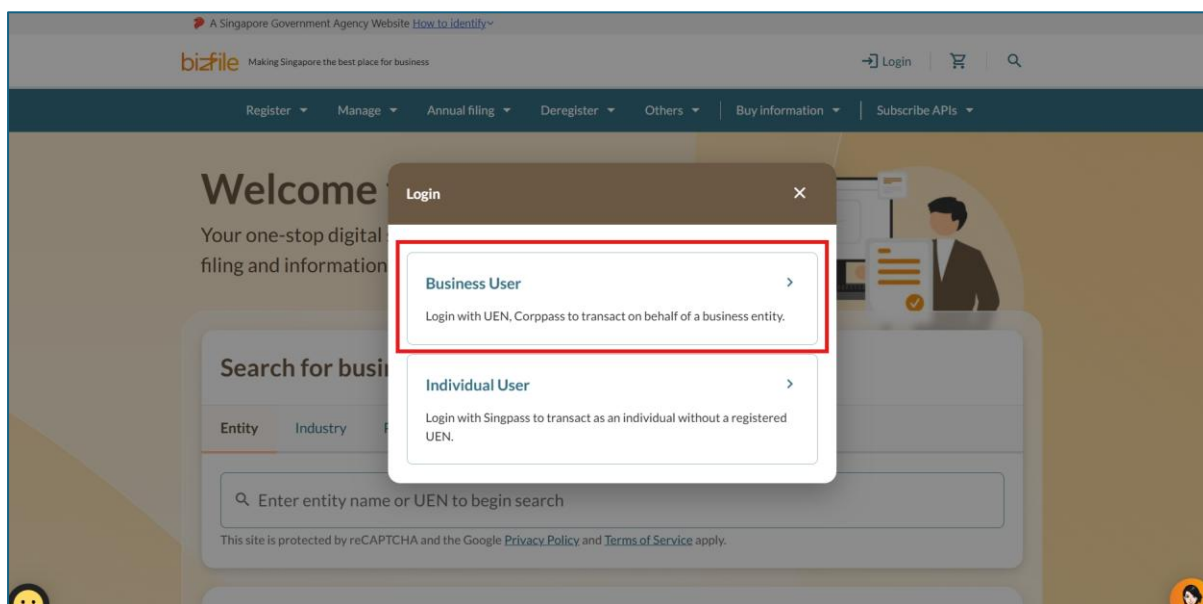 A Singapore Government Agency Website How to identify
bizfile Making Singapore the best place for business
Login
Register Manage Annual filing Deregister Others Buy information Subscribe APIs
Welcome
Login
Your one-stop digital
filing and information
Business User
Login with UEN, Corppass to transact on behalf of a business entity.
Search for busi
Individual User
Login with Singpass to transact as an individual without a registered
UEN.
Entity Industry
Enter entity name or UEN to begin search
This site is protected by reCAPTCHA and the Google Privacy Policy and Terms of Service apply.